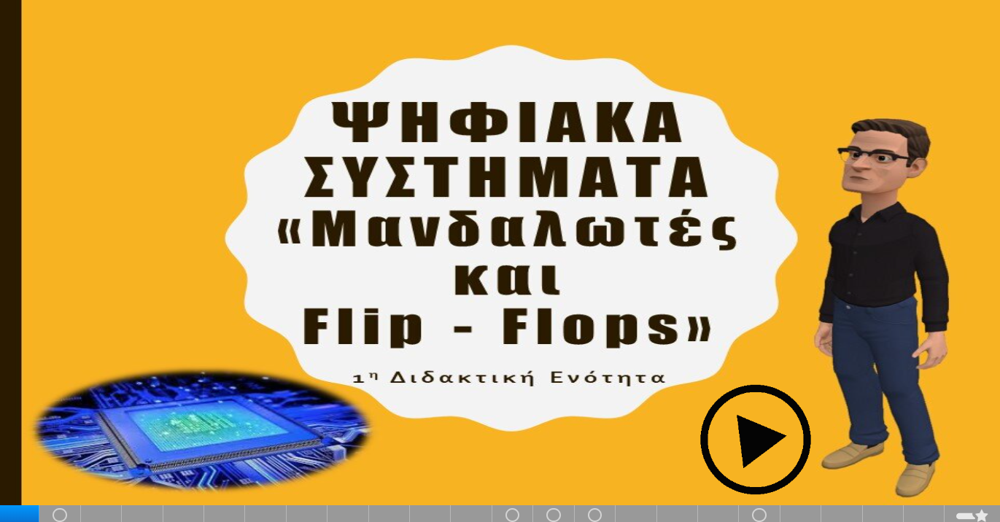 ΨΗΦΙΑΚΑ
ΣΥΣΤΗΜΑΤΑ
«Μανδαλωτές
και
Flip - Flops»
1η Διδακτική Ενότητα